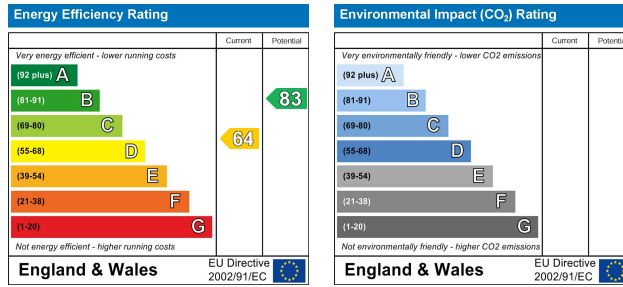 Energy Efficiency Rating
Current Potential
Very energy efficient - lower running costs
(92 plus) A
(81-91) B
83
(69-80) C
64
(55-68) D
(39-54) E
(21-38) F
(1-20) G
Not energy efficient - higher running costs
England & Wales
EU Directive
2002/91/EC
Environmental Impact (CO₂) Rating
Current Potential
Very environmentally friendly - lower CO2 emissions
(92 plus) A
(81-91) B
(69-80) C
(55-68) D
(39-54) E
(21-38) F
(1-20) G
Not environmentally friendly - higher CO2 emissions
England & Wales
EU Directive
2002/91/EC